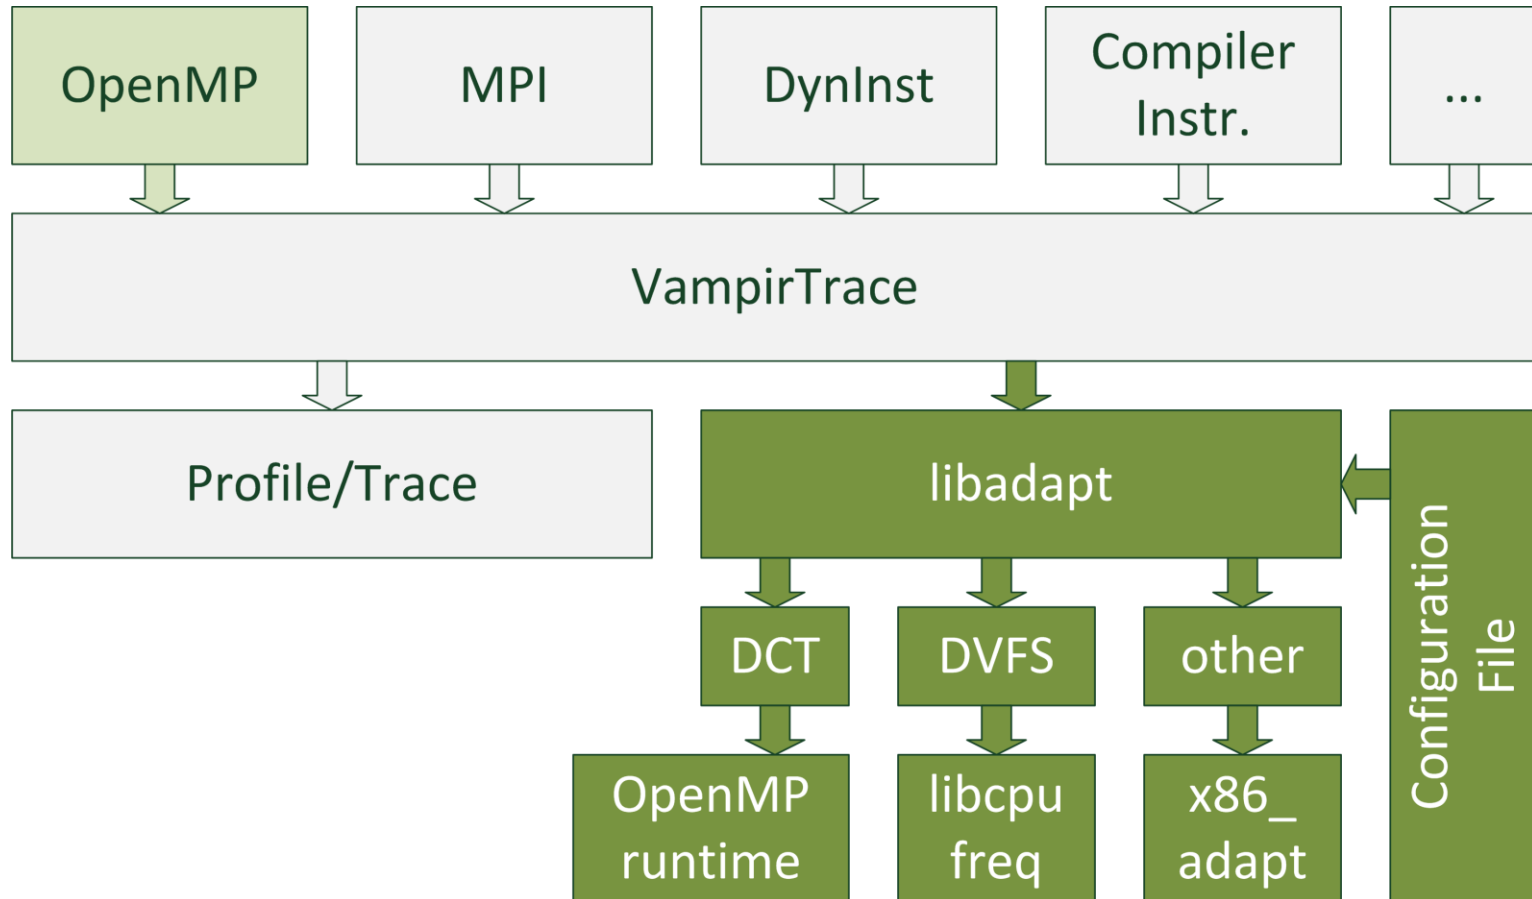 OpenMP
MPI
DynInst
Compiler
Instr.
...
VampirTrace
Profile/Trace
libadapt
Configuration
File
DCT
DVFS
other
OpenMP
runtime
libcpu
freq
x86_
adapt